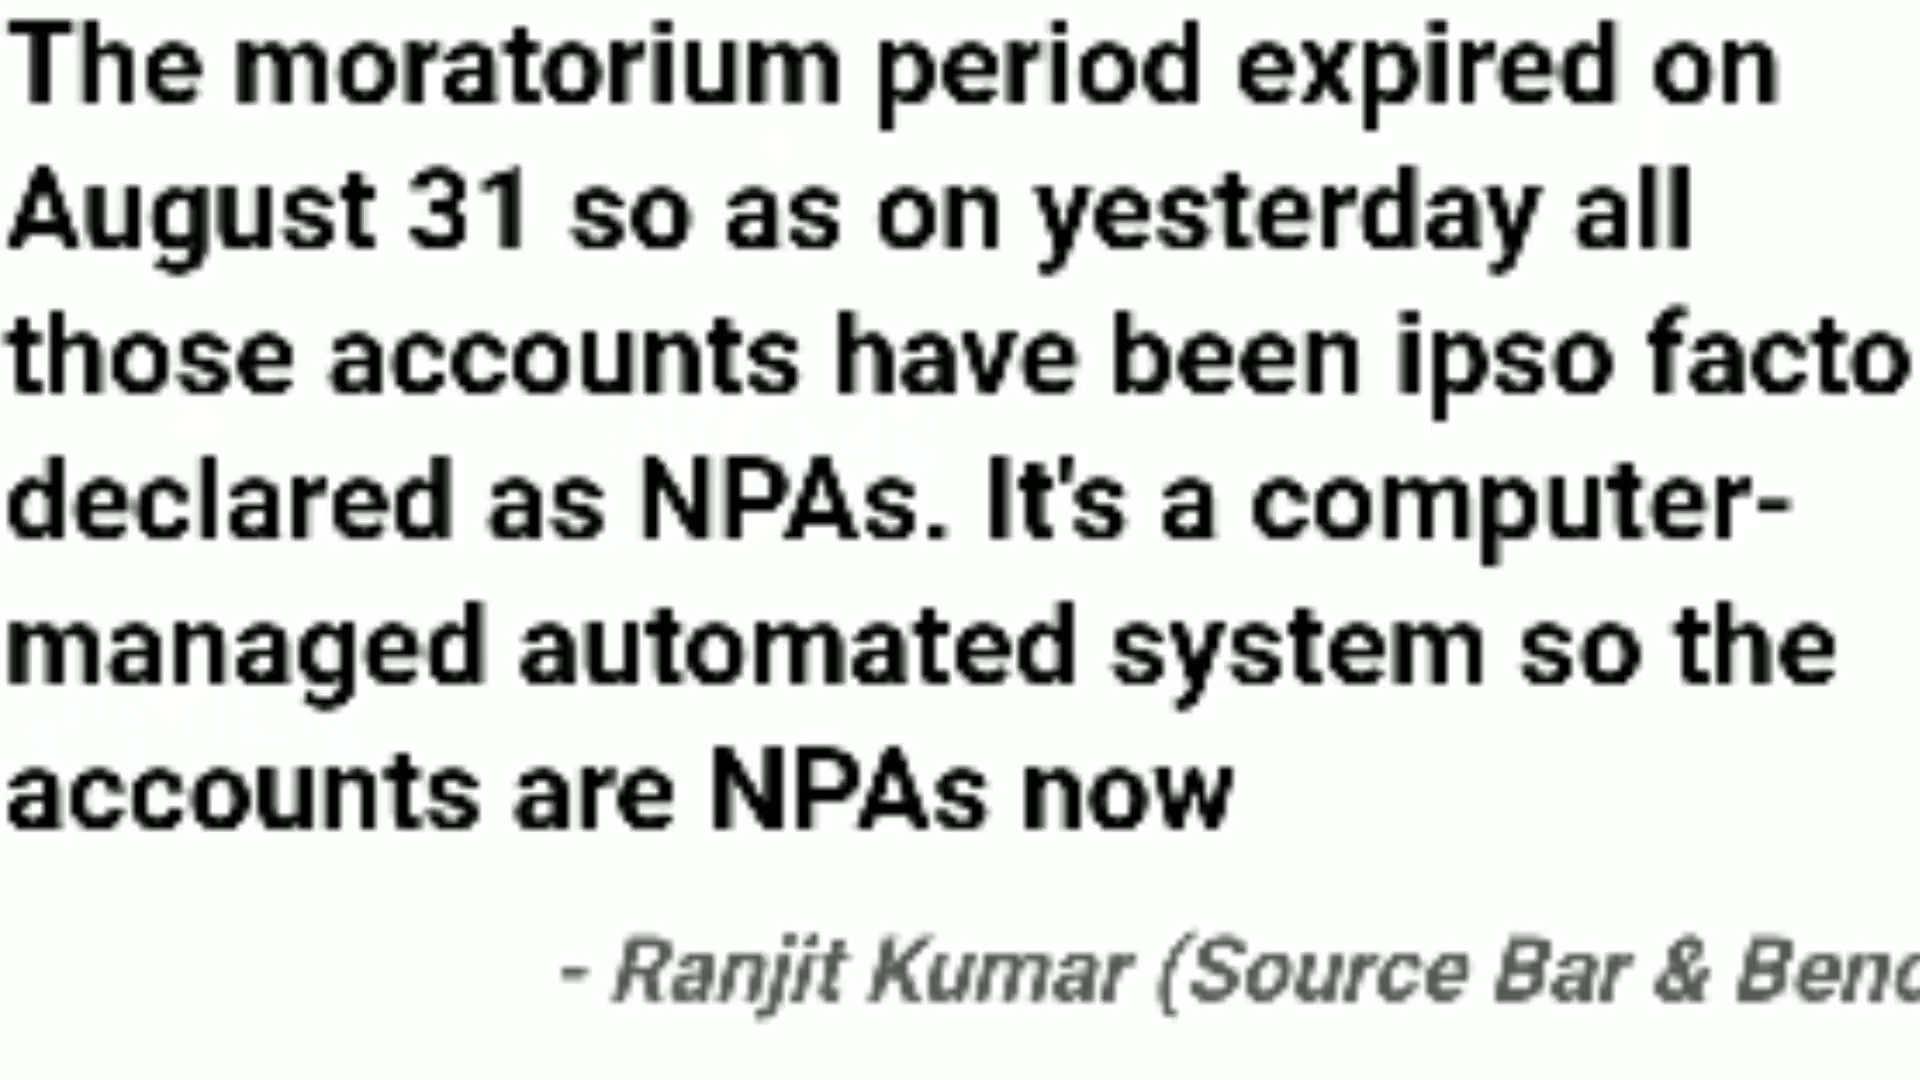 The moratorium period expired on
August 31 so as on yesterday all
those accounts have been ipso facto
declared as NPAs. It's a computer-
managed automated system so the
accounts are NPAs now
- Ranjit Kumar (Source Bar &